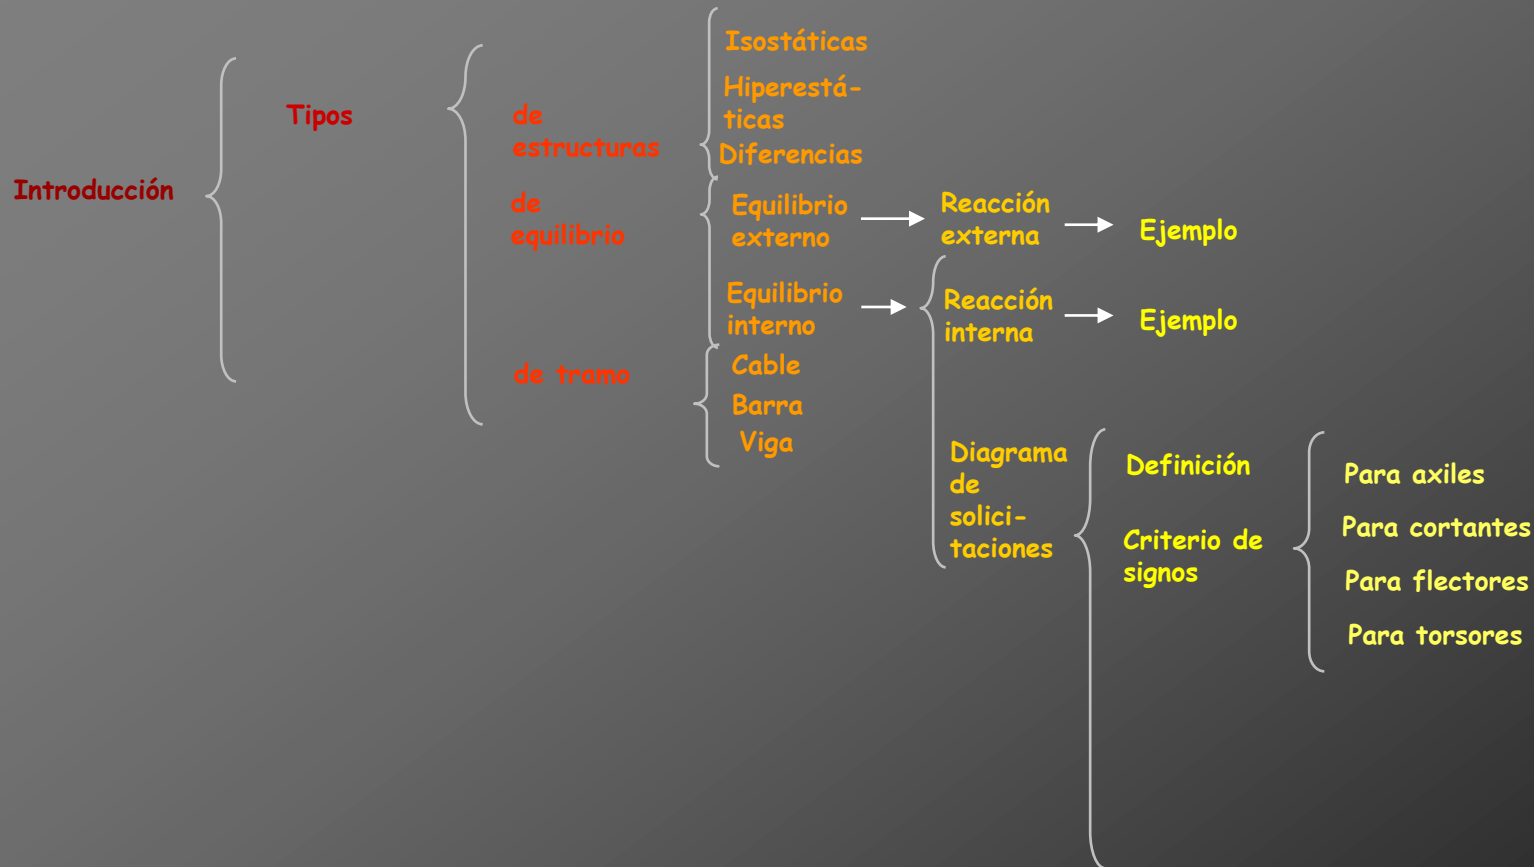 Introducción
Tipos
de
estructuras
Isostáticas
Hiperestá-
ticas
Diferencias
de
equilibrio
Equilibrio
externo
Reacción
externa
Ejemplo
Equilibrio
interno
Reacción
interna
Ejemplo
Diagrama
de
solici-
taciones
Definición
Criterio de
signos
Para axiles
Para cortantes
Para flectores
Para torsores
de tramo
Cable
Barra
Viga